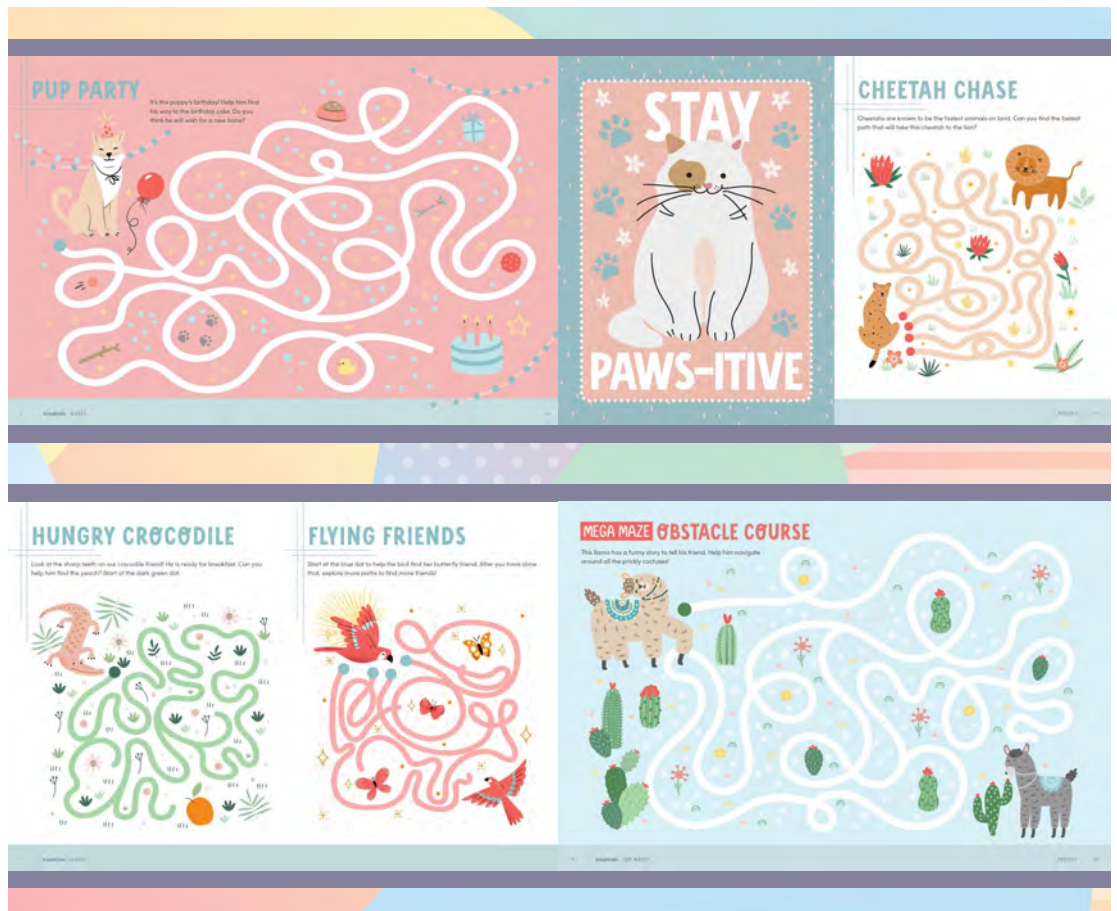 PUP PARTY
It's the puppy's birthday! Help him find
his way to the birthday cake. Do you
think he will wish for a new bone?
STAY
PAWS-ITIVE
CHEETAH CHASE
Cheetahs are known to be the fastest animals on land. Can you find the fastest
path that will take this cheetah to the lion?
HUNGRY CROCODILE
Look at the sharp teeth on our crocodile friend! He is ready for breakfast. Can you
help him find the peach? Start at the dark green dot.
FLYING FRIENDS
Start at the blue dot to help the bird find her butterfly friend. After you have done
that, explore more paths to find more friends!
MEGA MAZE OBSTACLE COURSE
This llama has a funny story to tell his friend. Help him navigate
around all the prickly cactuses!